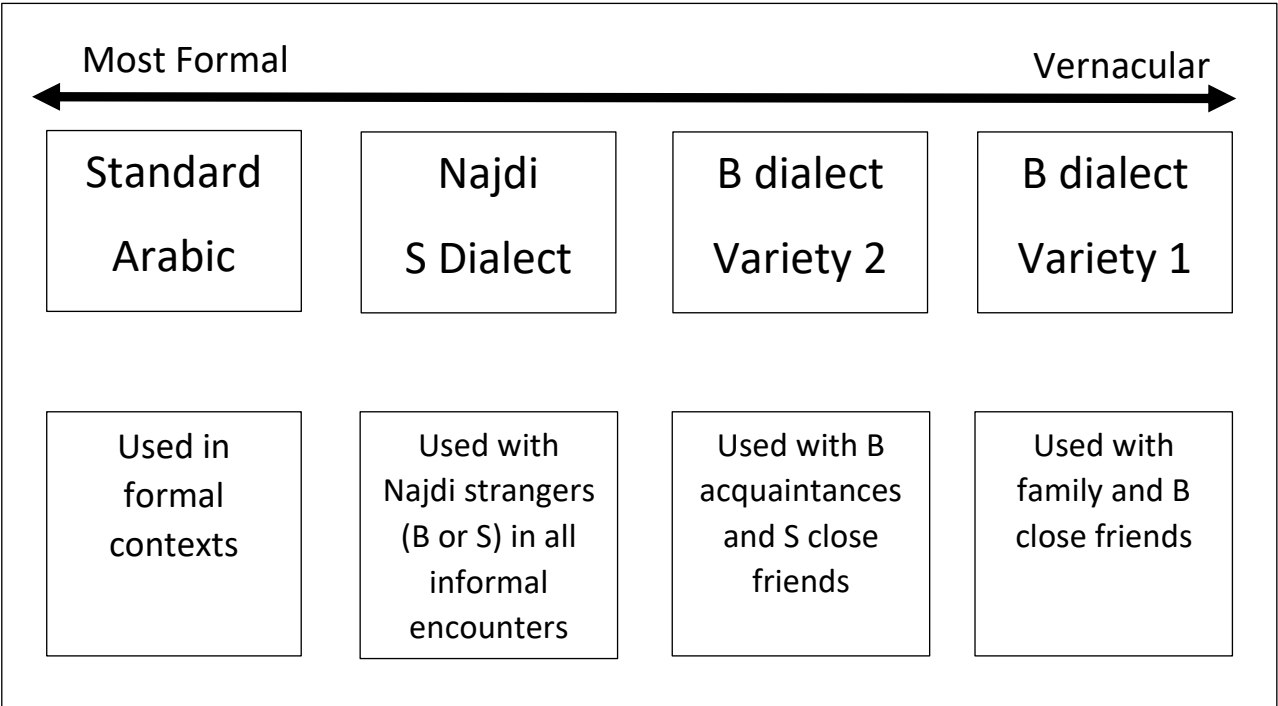 Most Formal
Vernacular
Standard
Arabic
Najdi
S Dialect
B dialect
Variety 2
B dialect
Variety 1
Used in
formal
contexts
Used with
Najdi strangers
(B or S) in all
informal
encounters
Used with B
acquaintances
and S close
friends
Used with
family and B
close friends